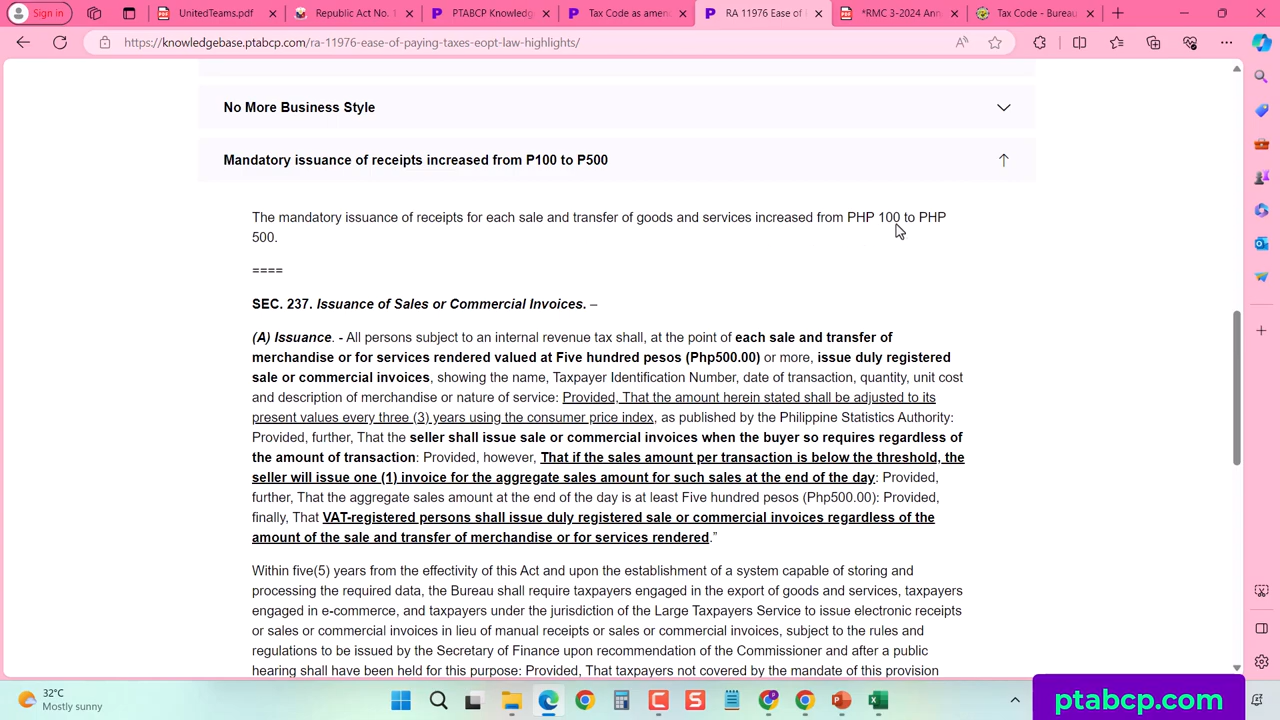 Sign in
UnitedTeams.pdf
Republic Act No. 1
PTABCP Knowledg
Tax Code as amen
RA 11976 Ease of
*RMC 3-2024 Ann
Tax Code - Bureau
https://knowledgebase.ptabcp.com/ra-11976-ease-of-paying-taxes-eopt-law-highlights/
No More Business Style
Mandatory issuance of receipts increased from P100 to P500
The mandatory issuance of receipts for each sale and transfer of goods and services increased from PHP 100 to PHP
500.
====
SEC. 237. Issuance of Sales or Commercial Invoices. –
(A) Issuance. - All persons subject to an internal revenue tax shall, at the point of each sale and transfer of
merchandise or for services rendered valued at Five hundred pesos (Php500.00) or more, issue duly registered
sale or commercial invoices, showing the name, Taxpayer Identification Number, date of transaction, quantity, unit cost
and description of merchandise or nature of service: Provided, That the amount herein stated shall be adjusted to its
present values every three (3) years using the consumer price index, as published by the Philippine Statistics Authority:
Provided, further, That the seller shall issue sale or commercial invoices when the buyer so requires regardless of
the amount of transaction: Provided, however, That if the sales amount per transaction is below the threshold, the
seller will issue one (1) invoice for the aggregate sales amount for such sales at the end of the day: Provided,
further, That the aggregate sales amount at the end of the day is at least Five hundred pesos (Php500.00): Provided,
finally, That VAT-registered persons shall issue duly registered sale or commercial invoices regardless of the
amount of the sale and transfer of merchandise or for services rendered.”
Within five(5) years from the effectivity of this Act and upon the establishment of a system capable of storing and
processing the required data, the Bureau shall require taxpayers engaged in the export of goods and services, taxpayers
engaged in e-commerce, and taxpayers under the jurisdiction of the Large Taxpayers Service to issue electronic receipts
or sales or commercial invoices in lieu of manual receipts or sales or commercial invoices, subject to the rules and
regulations to be issued by the Secretary of Finance upon recommendation of the Commissioner and after a public
hearing shall have been held for this purpose: Provided, That taxpayers not covered by the mandate of this provision
32°C
Mostly sunny
ptabcp.com